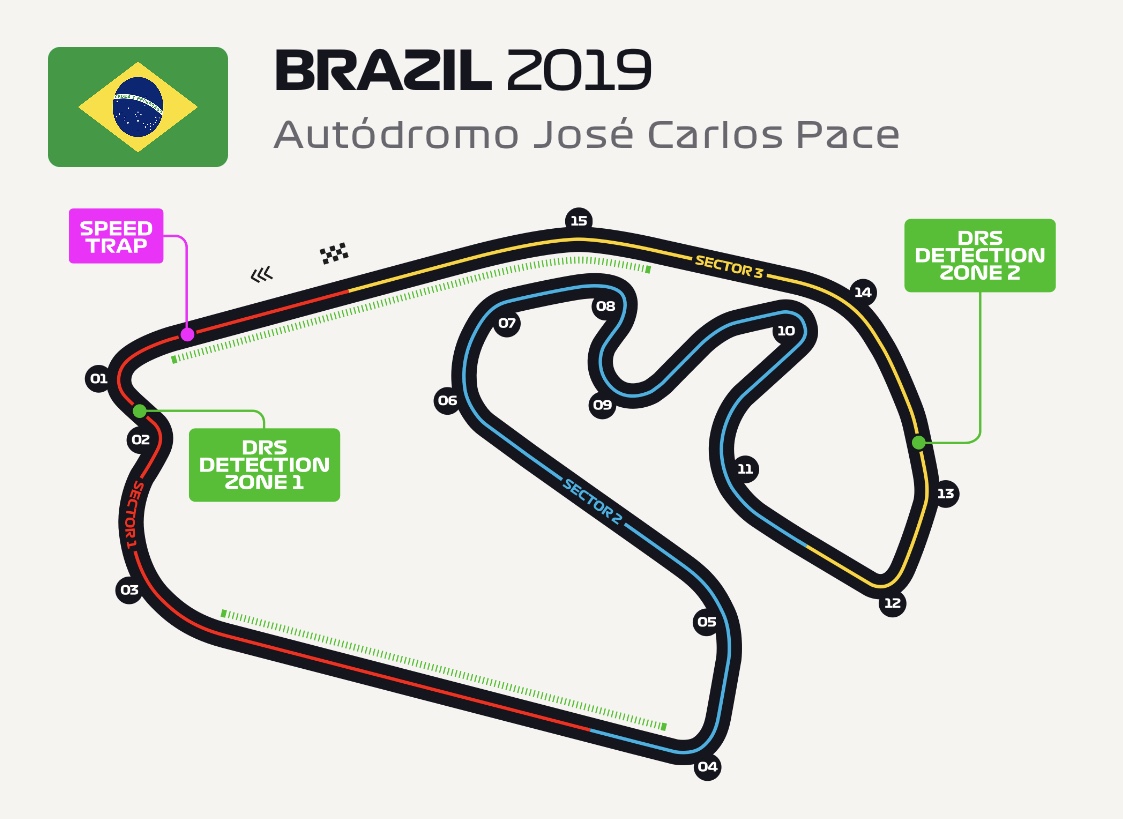 BRAZIL 2019
Autódromo José Carlos Pace
SPEED
TRAP
15
SECTOR 3
DRS
DETECTION
ZONE 2
14
08
07
10
01
06
09
02
DRS
DETECTION
ZONE 1
11
13
SECTOR 1
SECTOR 2
03
12
05
04